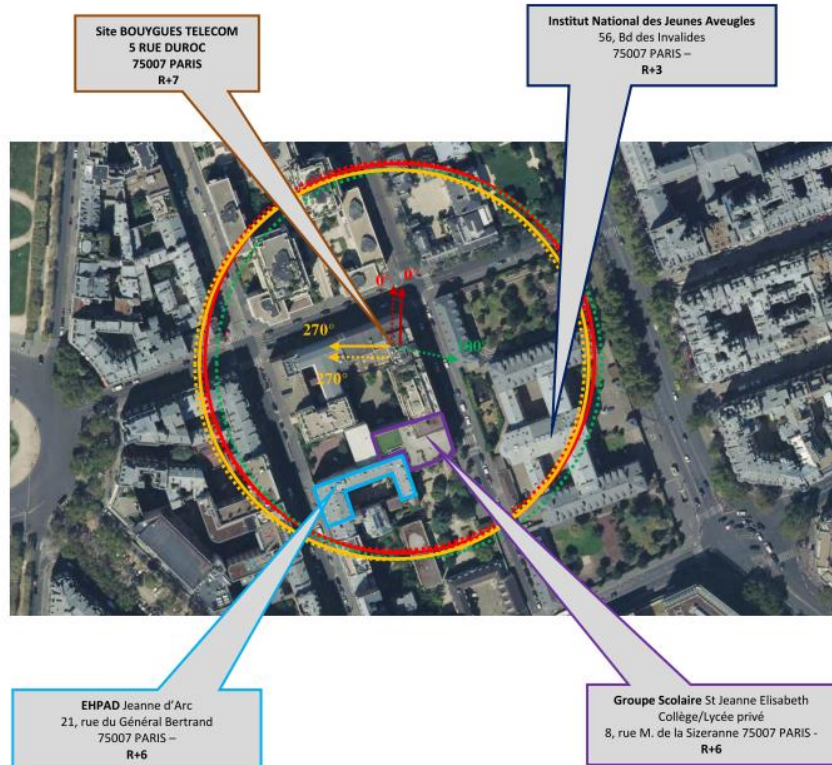 Site BOUYGUES TELECOM
5 RUE DUROC
75007 PARIS
R+7
Institut National des Jeunes Aveugles
56, Bd des Invalides
75007 PARIS –
R+3
0°
0°
270°
270°
EHPAD Jeanne d'Arc
21, rue du Général Bertrand
75007 PARIS –
R+6
Groupe Scolaire St Jeanne Elisabeth
Collège/Lycée privé
8, rue M. de la Sizeranne 75007 PARIS -
R+6